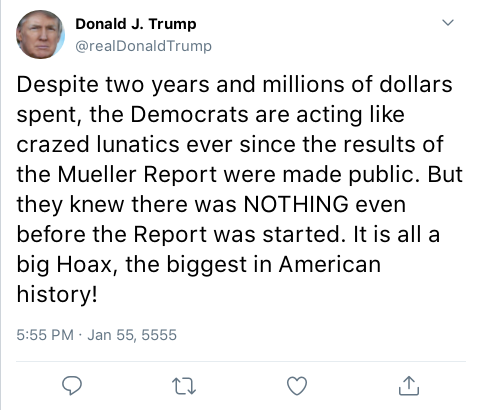 Donald J. Trump
@realDonaldTrump
Despite two years and millions of dollars
spent, the Democrats are acting like
crazed lunatics ever since the results of
the Mueller Report were made public. But
they knew there was NOTHING even
before the Report was started. It is all a
big Hoax, the biggest in American
history!
5:55 PM · Jan 55, 5555